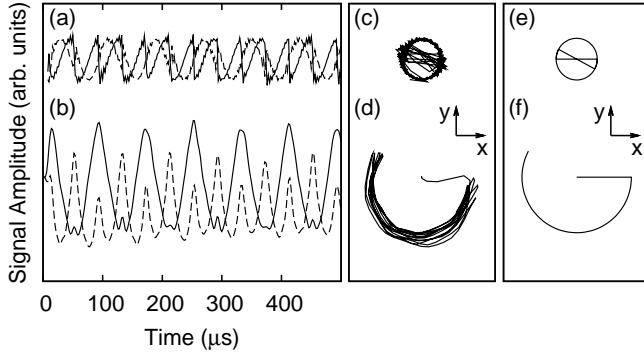 (a)
(b)
(c)
(d)
(e)
(f)
y
x
y
x
Signal Amplitude (arb. units)
0 100 200 300 400
Time (μs)